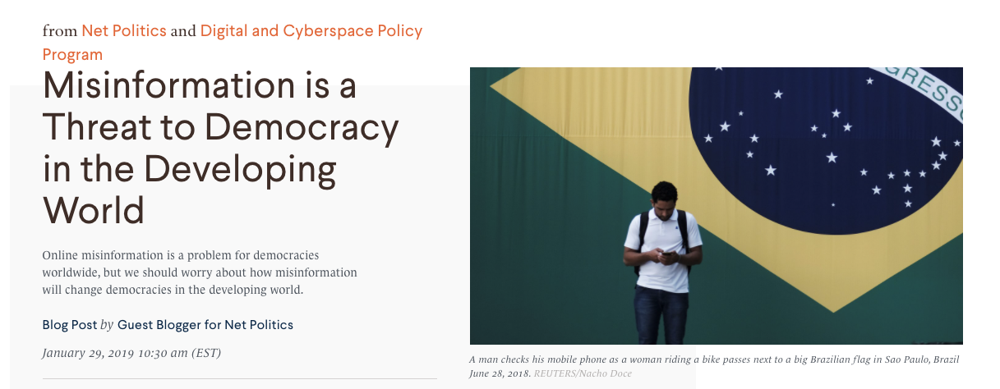 from Net Politics and Digital and Cyberspace Policy
Program
Misinformation is a
Threat to Democracy
in the Developing
World
Online misinformation is a problem for democracies
worldwide, but we should worry about how misinformation
will change democracies in the developing world.
Blog Post by Guest Blogger for Net Politics
January 29, 2019 10:30 am (EST)
GRESSO
A man checks his mobile phone as a woman riding a bike passes next to a big Brazilian flag in Sao Paulo, Brazil
June 28, 2018. REUTERS/Nacho Doce